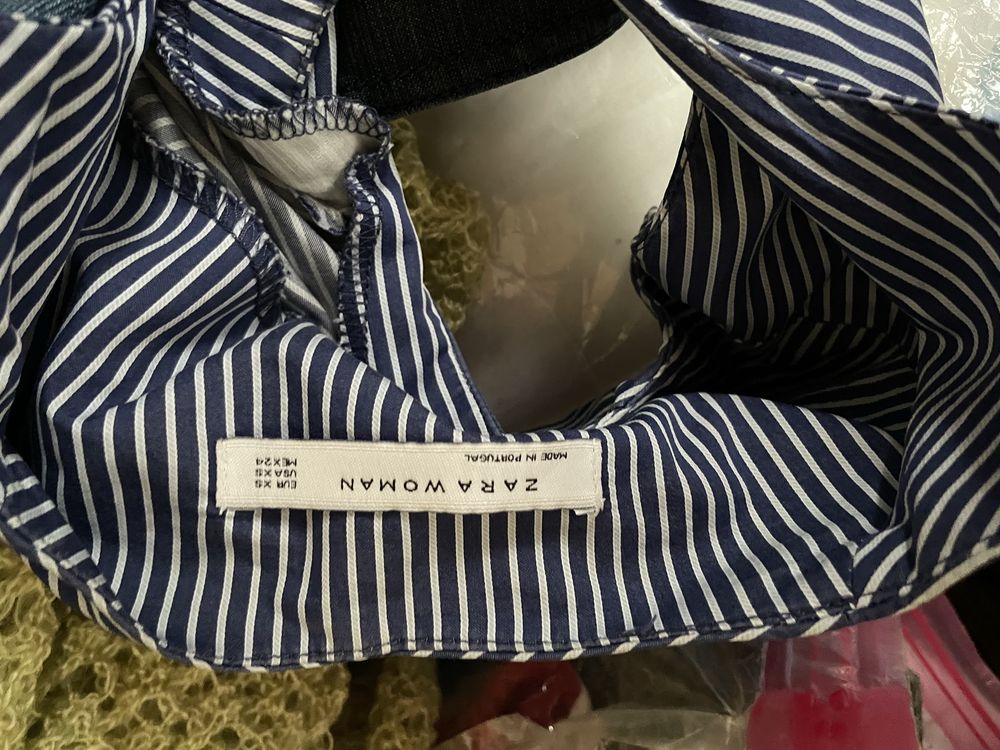 ZARA WOMAN
MADE IN PORTUGAL
EUR XS
USA XS
MEX 24